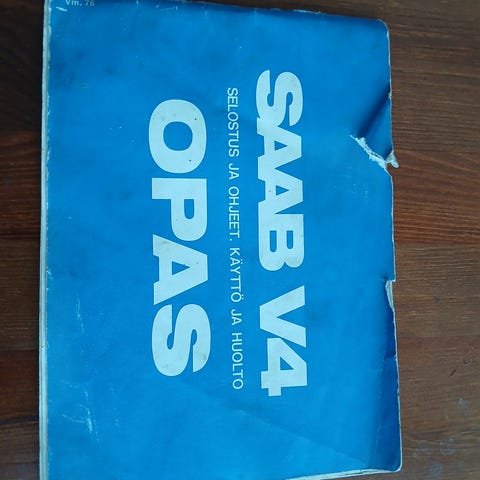 Vm. 76
SAAB V4
SELOSTUS JA OHJEET. KÄYTTÖ JA HUOLTO
OPAS